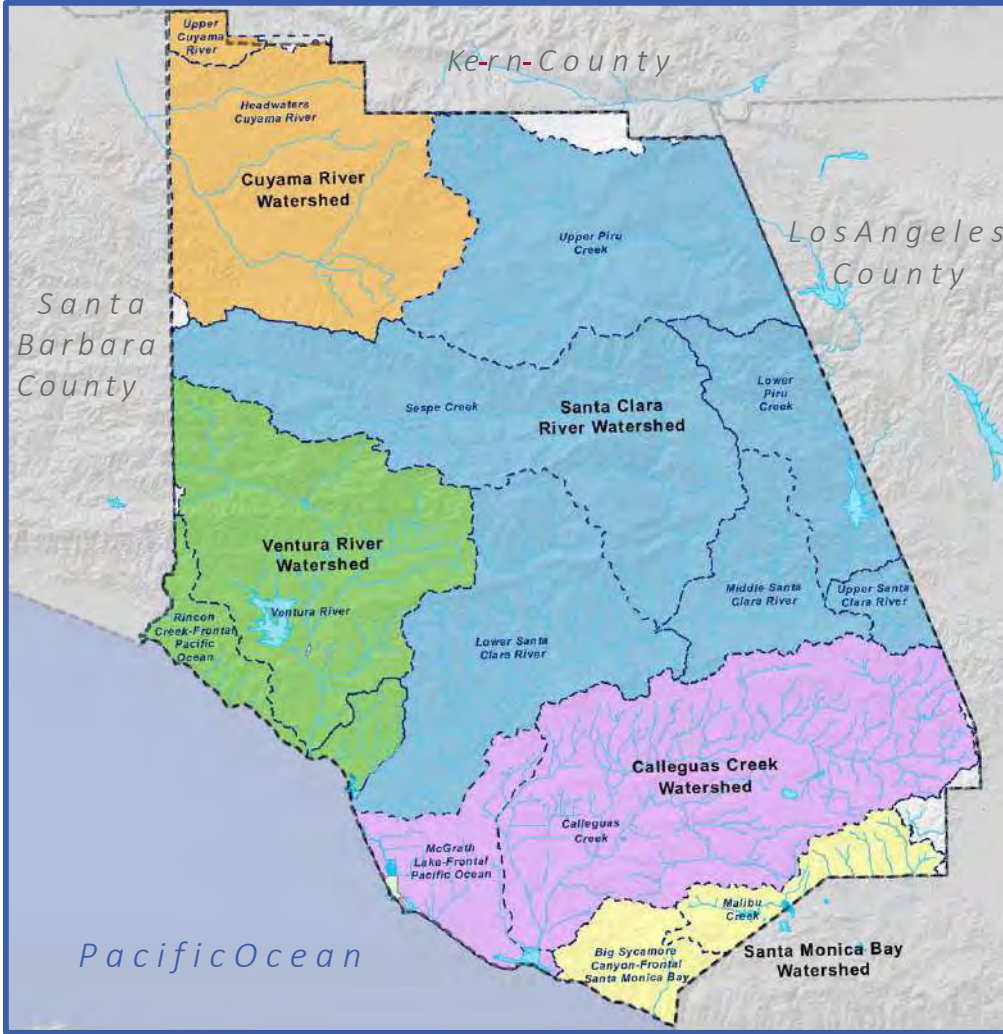 Upper
Cuyama
River
Kern County
Headwaters
Cuyama River
Cuyama River
Watershed
Upper Piru
Creek
Los Angeles
County
Santa
Barbara
County
Lower
Piru
Creek
Sespe Creek
Santa Clara
River Watershed
Ventura River
Watershed
Middle Santa
Clara River
Upper Santa
Clara River
Rincon
Creek-Frontal
Pacific
Ocean
Ventura River
Lower Santa
Clara River
Calleguas Creek
Watershed
Calleguas
Creek
McGrath
Lake-Frontal
Pacific Ocean
Malibu
Creek
Big Sycamore
Canyon-Frontal
Santa Monica Bay
Santa Monica Bay
Watershed
Pacific Ocean